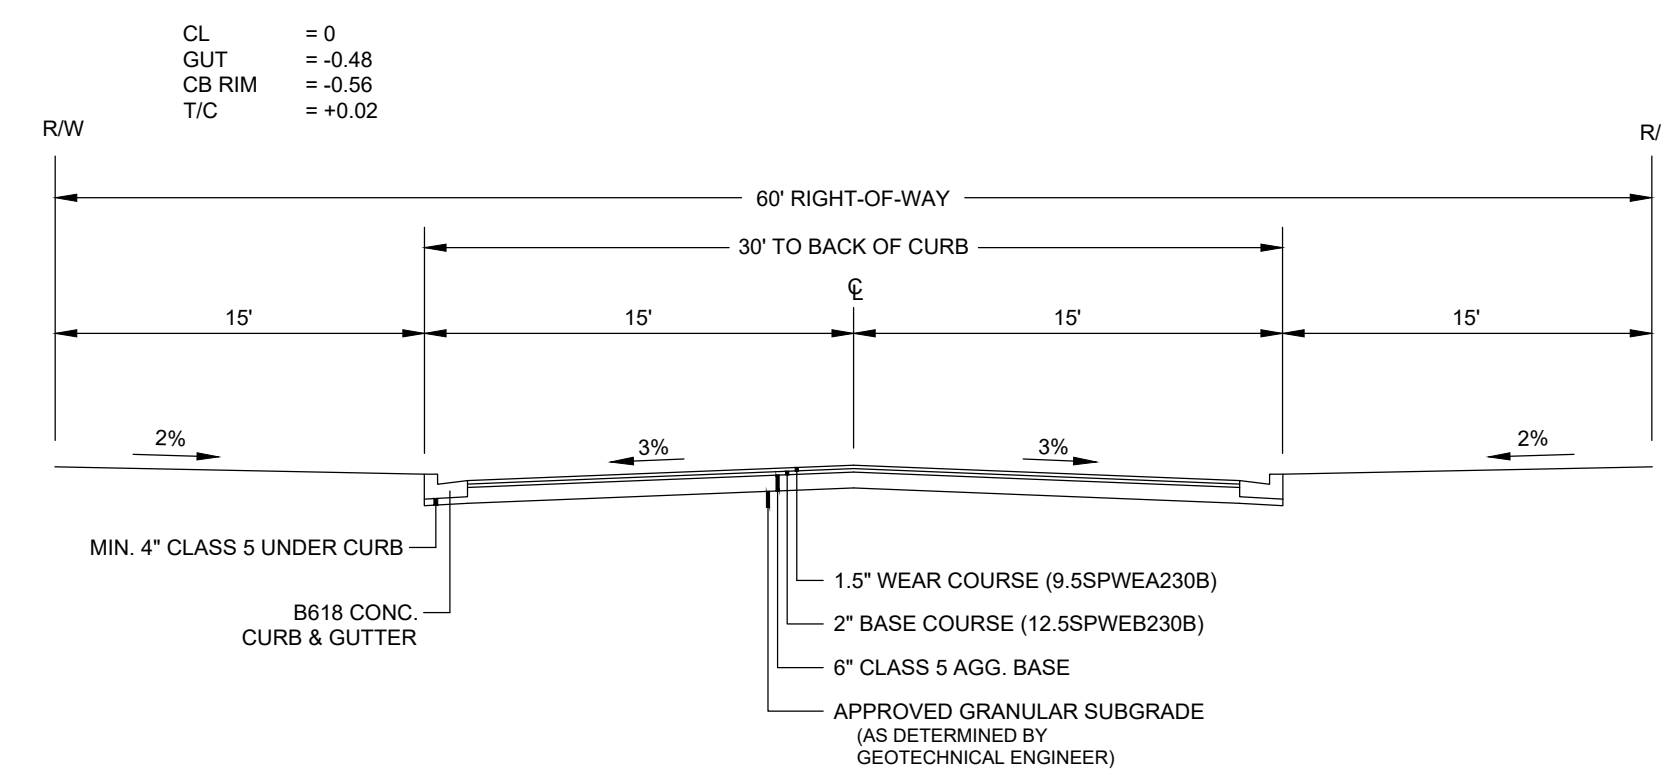 CL = 0
GUT = -0.48
CB RIM = -0.56
T/C = +0.02
R/W
R/
60' RIGHT-OF-WAY
30' TO BACK OF CURB
℄
15' 15' 15' 15'
2% 3% 3% 2%
MIN. 4" CLASS 5 UNDER CURB
B618 CONC.
CURB & GUTTER
1.5" WEAR COURSE (9.5SPWEA230B)
2" BASE COURSE (12.5SPWEB230B)
6" CLASS 5 AGG. BASE
APPROVED GRANULAR SUBGRADE
(AS DETERMINED BY
GEOTECHNICAL ENGINEER)